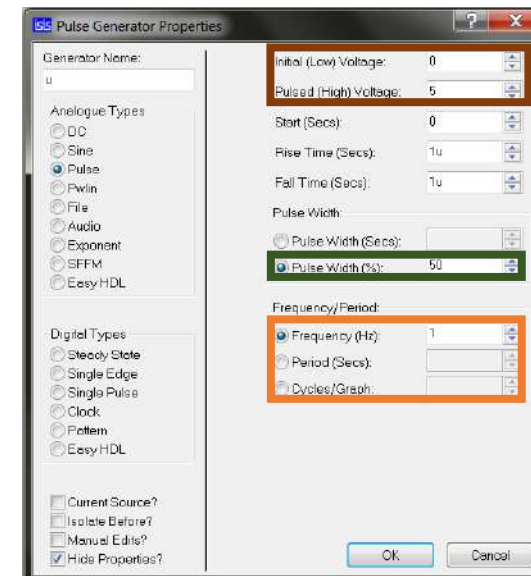 ISIS Pulse Generator Properties
Generator Name:
u
Analogue Types
DC
Sine
Pulse
Pwlin
File
Audio
Exponent
SFFM
Easy HDL
Digital Types
Steady State
Single Edge
Single Pulse
Clock
Pattern
Easy HDL
Current Source?
Isolate Before?
Manual Edits?
Hide Properties?
Initial (Low) Voltage: 0
Pulsed (High) Voltage: 5
Start (Secs): 0
Rise Time (Secs): 1u
Fall Time (Secs): 1u
Pulse Width:
Pulse Width (Secs):
Pulse Width (%): 50
Frequency/Period:
Frequency (Hz): 1
Period (Secs):
Cycles/Graph:
OK Cancel